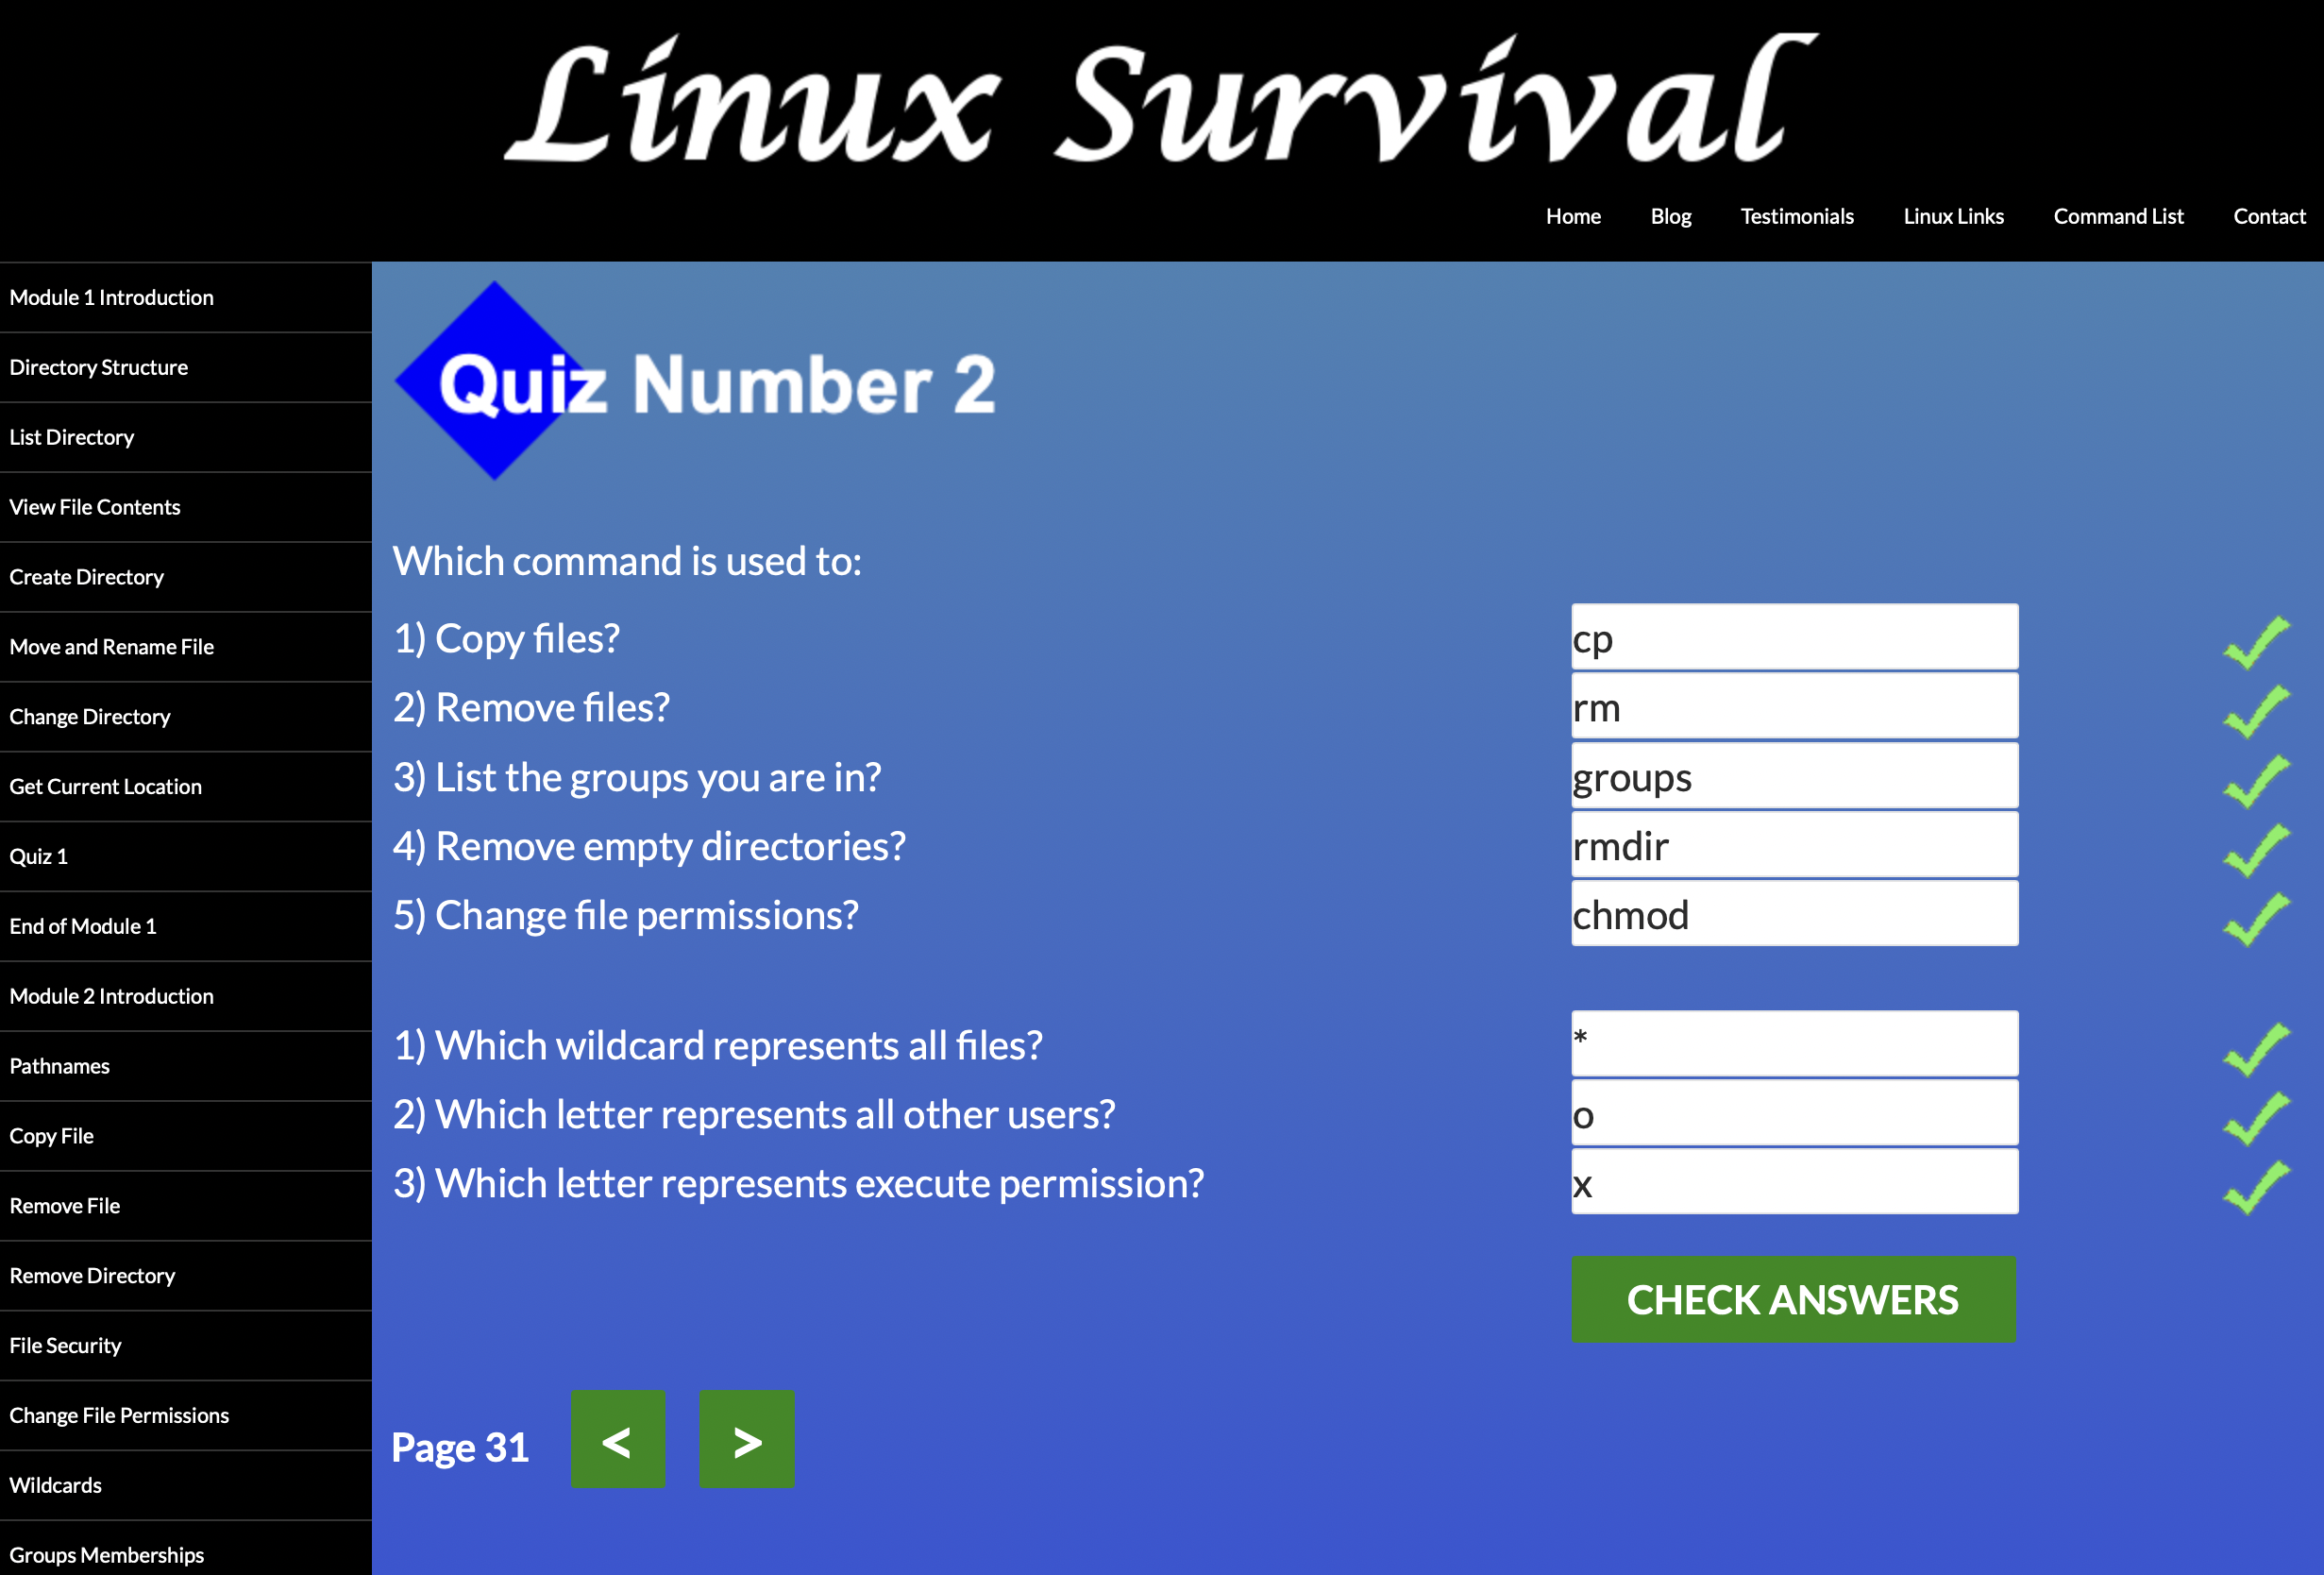 Linux Survival
Home Blog Testimonials Linux Links Command List Contact
Module 1 Introduction
Directory Structure
List Directory
View File Contents
Create Directory
Move and Rename File
Change Directory
Get Current Location
Quiz 1
End of Module 1
Module 2 Introduction
Pathnames
Copy File
Remove File
Remove Directory
File Security
Change File Permissions
Wildcards
Groups Memberships
Quiz Number 2
Which command is used to:
1) Copy files? cp
2) Remove files? rm
3) List the groups you are in? groups
4) Remove empty directories? rmdir
5) Change file permissions? chmod
1) Which wildcard represents all files? *
2) Which letter represents all other users? o
3) Which letter represents execute permission? x
CHECK ANSWERS
Page 31 < >